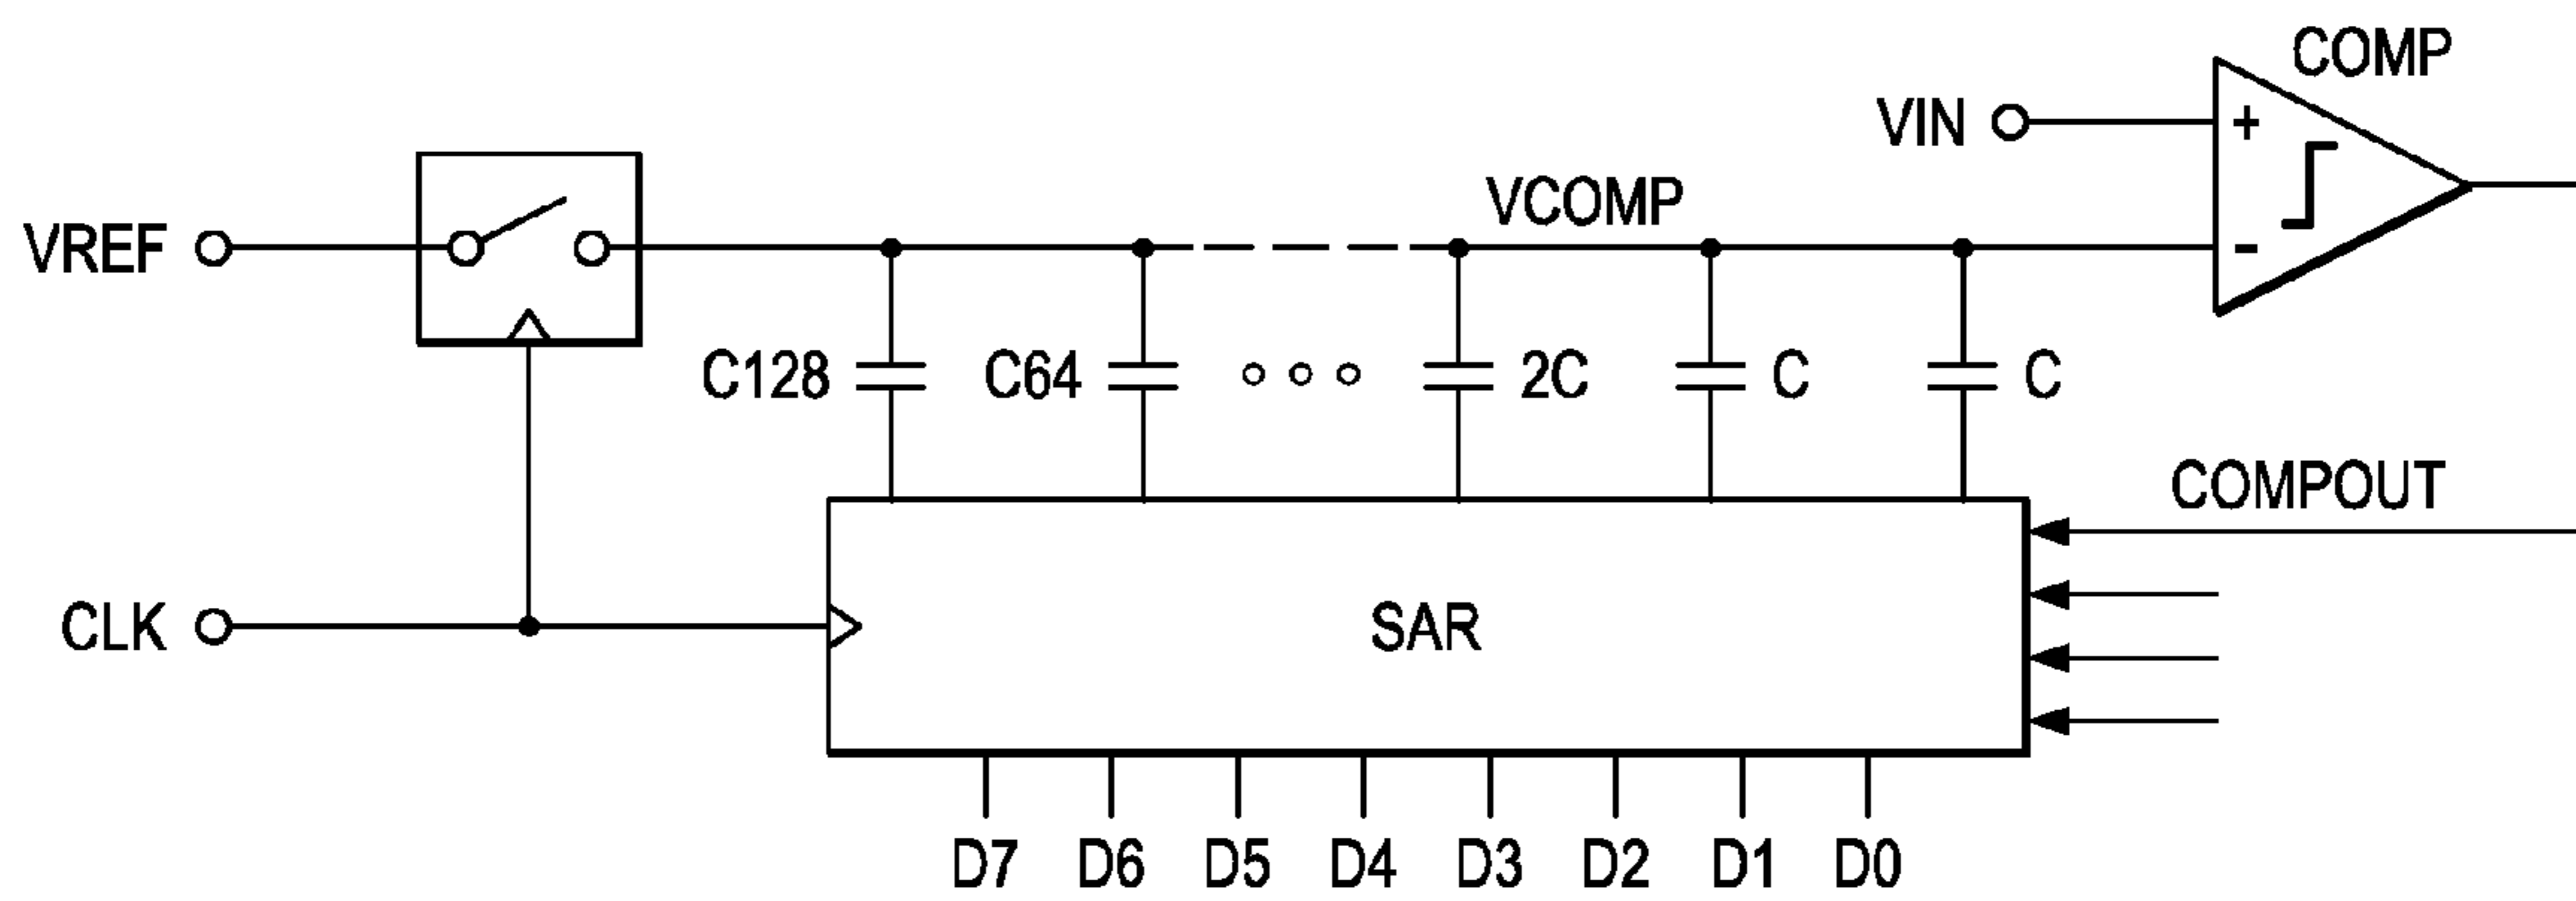 COMP
VIN
+
VCOMP
VREF
-
C128
C64
2C
C
C
COMPOUT
CLK
SAR
D7 D6 D5 D4 D3 D2 D1 D0